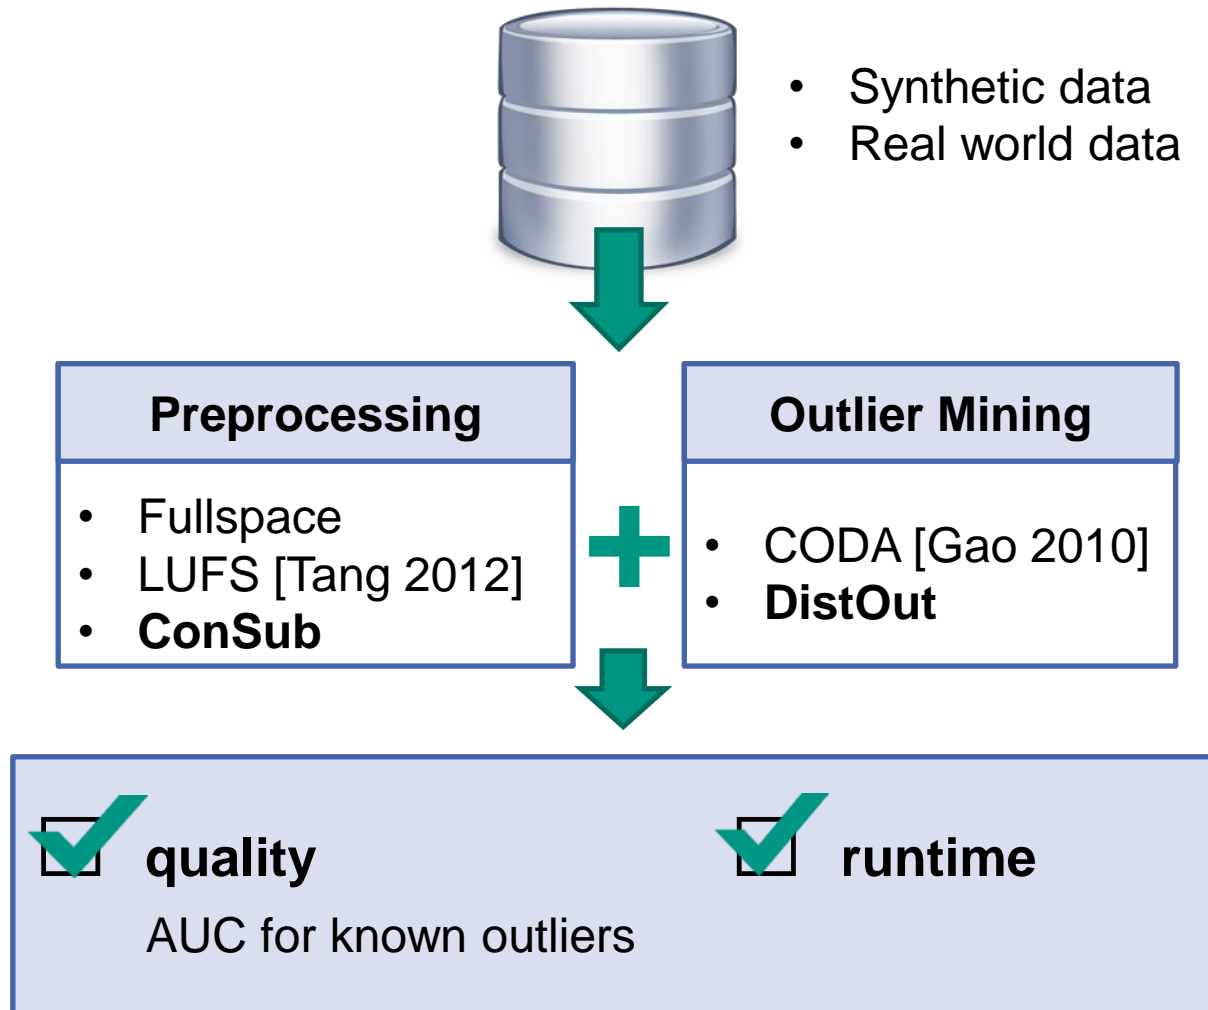 • Synthetic data
• Real world data
Preprocessing
• Fullspace
• LUFS [Tang 2012]
• ConSub
Outlier Mining
• CODA [Gao 2010]
• DistOut
quality
AUC for known outliers
runtime